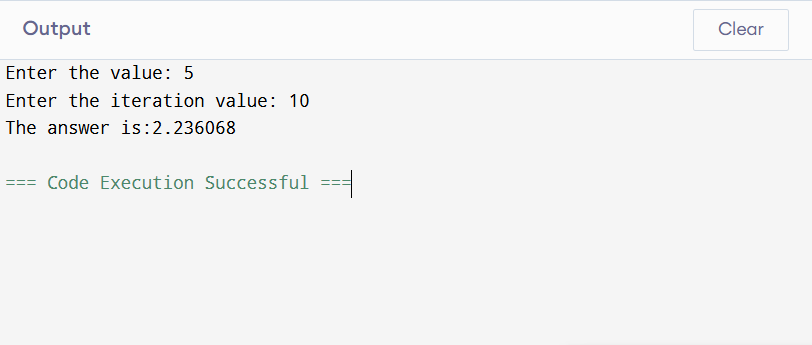 Output
Clear
Enter the value: 5
Enter the iteration value: 10
The answer is:2.236068
=== Code Execution Successful ===